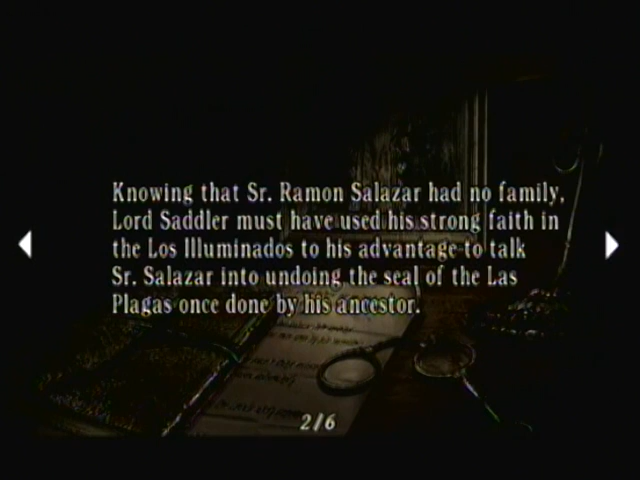 Knowing that Sr. Ramon Salazar had no family,
Lord Saddler must have used his strong faith in
the Los Illuminados to his advantage to talk
Sr. Salazar into undoing the seal of the Las
Plagas once done by his ancestor.
2/6